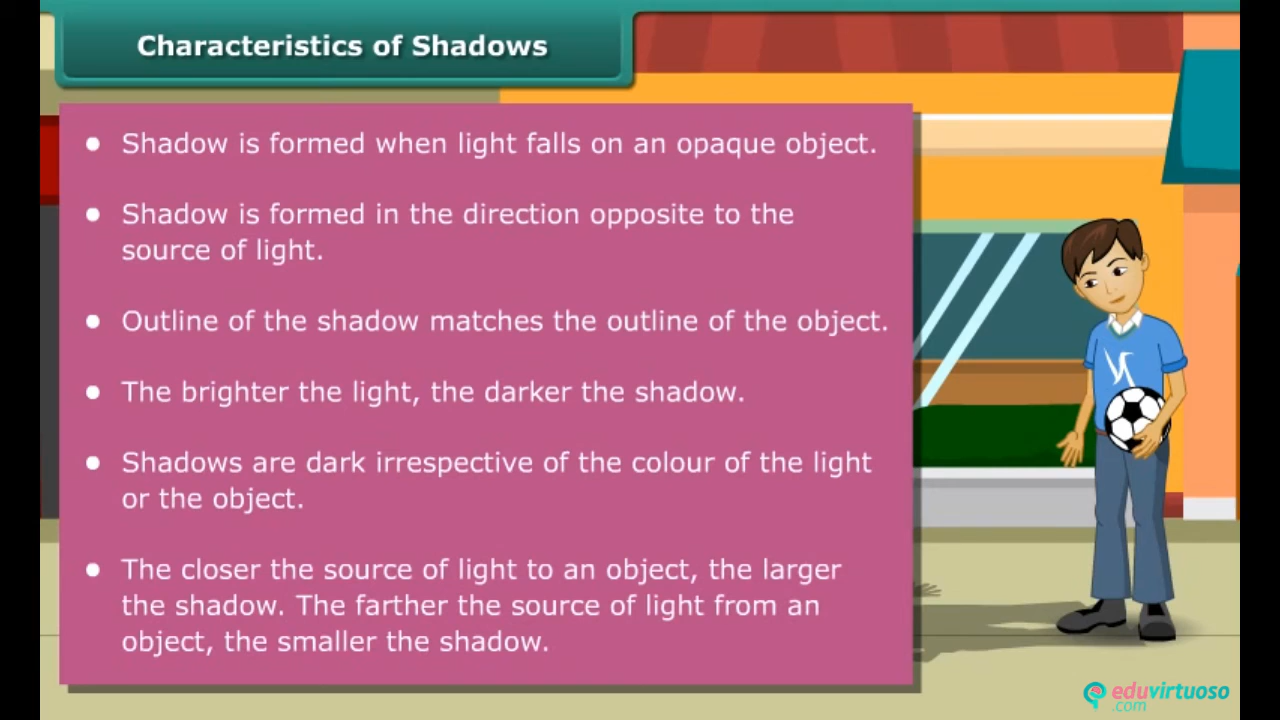 Characteristics of Shadows
• Shadow is formed when light falls on an opaque object.
• Shadow is formed in the direction opposite to the
source of light.
• Outline of the shadow matches the outline of the object.
• The brighter the light, the darker the shadow.
• Shadows are dark irrespective of the colour of the light
or the object.
• The closer the source of light to an object, the larger
the shadow. The farther the source of light from an
object, the smaller the shadow.
eduvirtuoso
.com